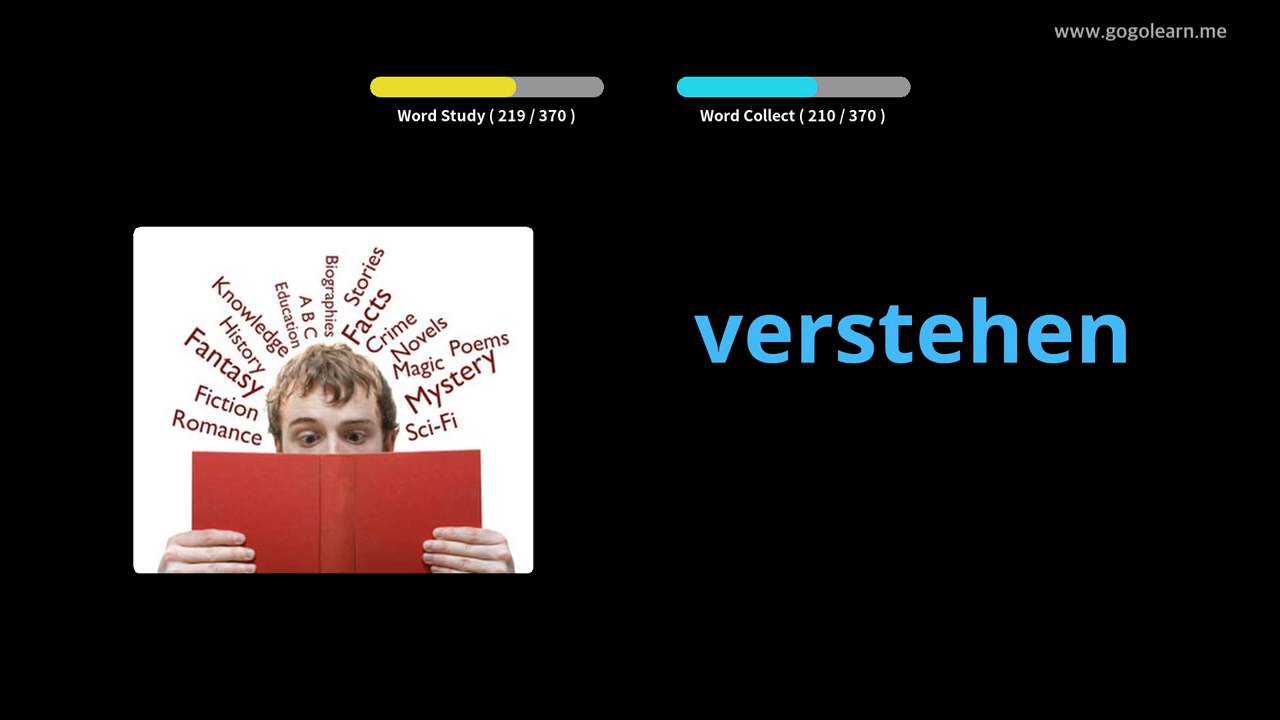 www.gogolearn.me
Word Study ( 219 / 370 )
Word Collect ( 210 / 370 )
Biographies
Stories
Education
A B C
Facts
Knowledge
History
Crime
Novels
Fantasy
Magic
Poems
Mystery
Fiction
Romance
Sci-Fi
verstehen